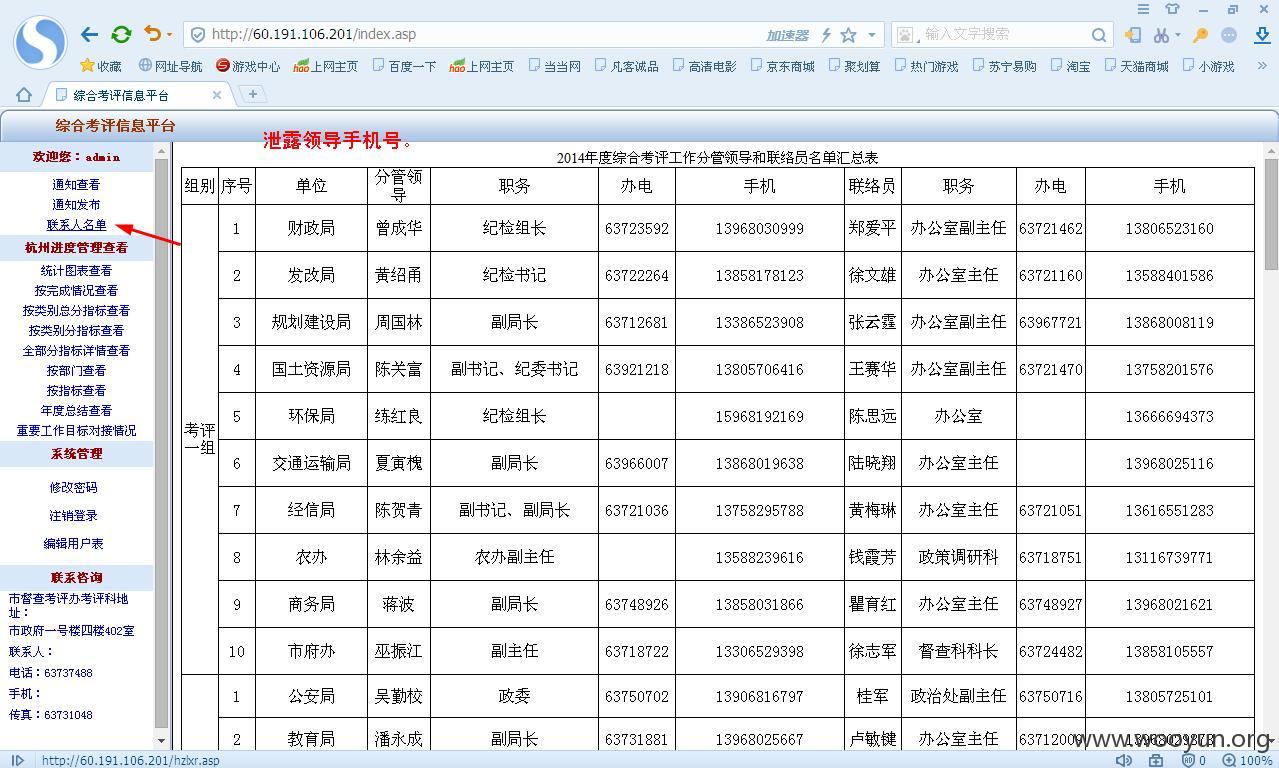 http://60.191.106.201/index.asp
加速器
输入文字搜索
收藏 网址导航 游戏中心 上网主页 百度一下 上网主页 当当网 凡客诚品 高清电影 京东商城 聚划算 热门游戏 苏宁易购 淘宝 天猫商城 小游戏
综合考评信息平台
综合考评信息平台
泄露领导手机号。
欢迎您：admin
通知查看
通知发布
联系人名单
杭州进度管理查看
统计图表查看
按完成情况查看
按类别总分指标查看
按类别分指标查看
全部分指标详情查看
按部门查看
按指标查看
年度总结查看
重要工作目标对接情况
系统管理
修改密码
注销登录
编辑用户表
联系咨询
市督查考评办考评科地
址：
市政府一号楼四楼402室
联系人：
电话：63737488
手机：
传真：63731048
2014年度综合考评工作分管领导和联络员名单汇总表
组别 序号 单位 分管领导 职务 办电 手机 联络员 职务 办电 手机
考评一组
1 财政局 曾成华 纪检组长 63723592 13968030999 郑爱平 办公室副主任 63721462 13806523160
2 发改局 黄绍甬 纪检书记 63722264 13858178123 徐文雄 办公室主任 63721160 13588401586
3 规划建设局 周国林 副局长 63712681 13386523908 张云霆 办公室副主任 63967721 13868008119
4 国土资源局 陈关富 副书记、纪委书记 63921218 13805706416 王赛华 办公室副主任 63721470 13758201576
5 环保局 练红良 纪检组长 15968192169 陈思远 办公室 13666694373
6 交通运输局 夏寅槐 副局长 63966007 13868019638 陆晓翔 办公室主任 13968025116
7 经信局 陈贺青 副书记、副局长 63721036 13758295788 黄梅琳 办公室主任 63721051 13616551283
8 农办 林余益 农办副主任 13588239616 钱霞芳 政策调研科 63718751 13116739771
9 商务局 蒋波 副局长 63748926 13858031866 瞿育红 办公室主任 63748927 13968021621
10 市府办 巫振江 副主任 63718722 13306529398 徐志军 督查科科长 63724482 13858105557
1 公安局 吴勤校 政委 63750702 13906816797 桂军 政治处副主任 63750716 13805725101
2 教育局 潘永成 副局长 63731881 13968025667 卢敏键 办公室主任
www.wooyun.org
http://60.191.106.201/hzlxr.asp
0
100%